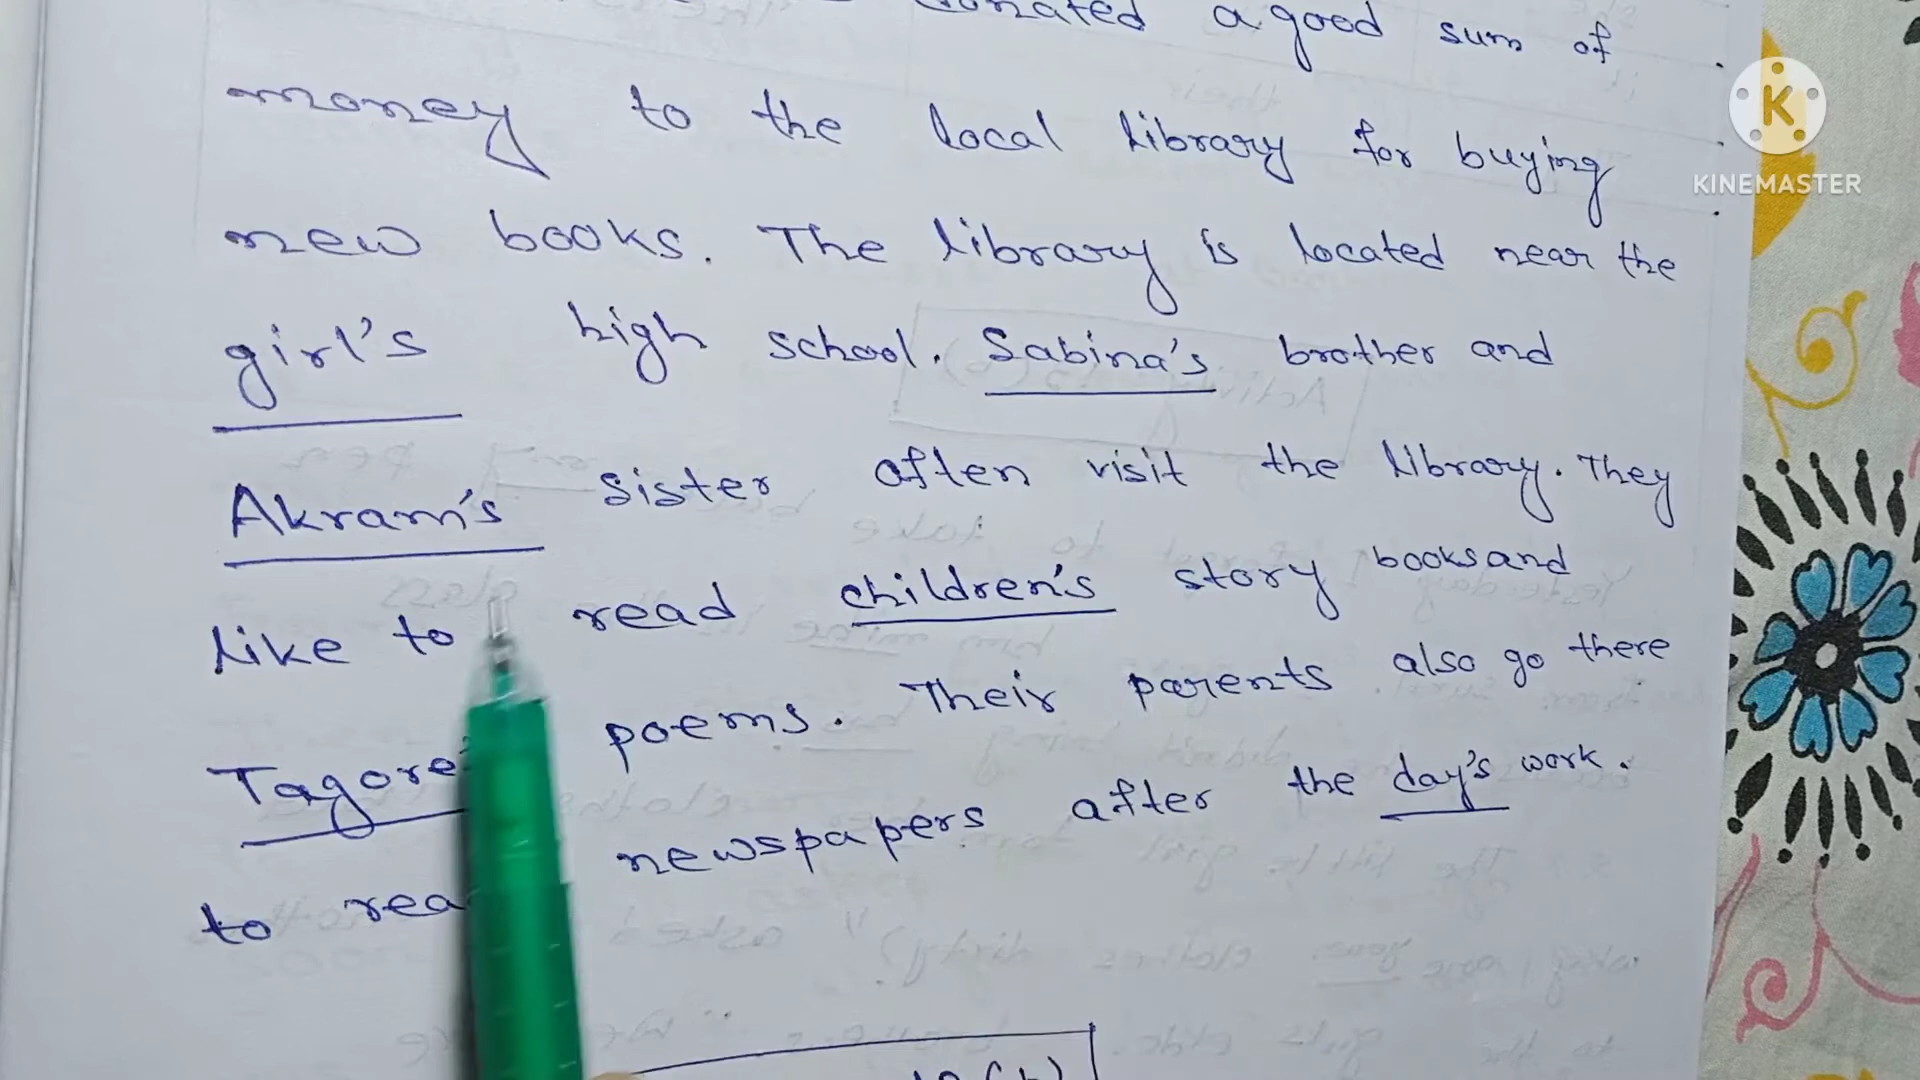 donated a good sum of
money to the local library for buying
new books. The library is located near the
girl's high school. Sabina's brother and
Akram's sister often visit the library. They
like to read children's story books and
Tagore's poems. Their parents also go there
to read newspapers after the day's work.
KINEMASTER